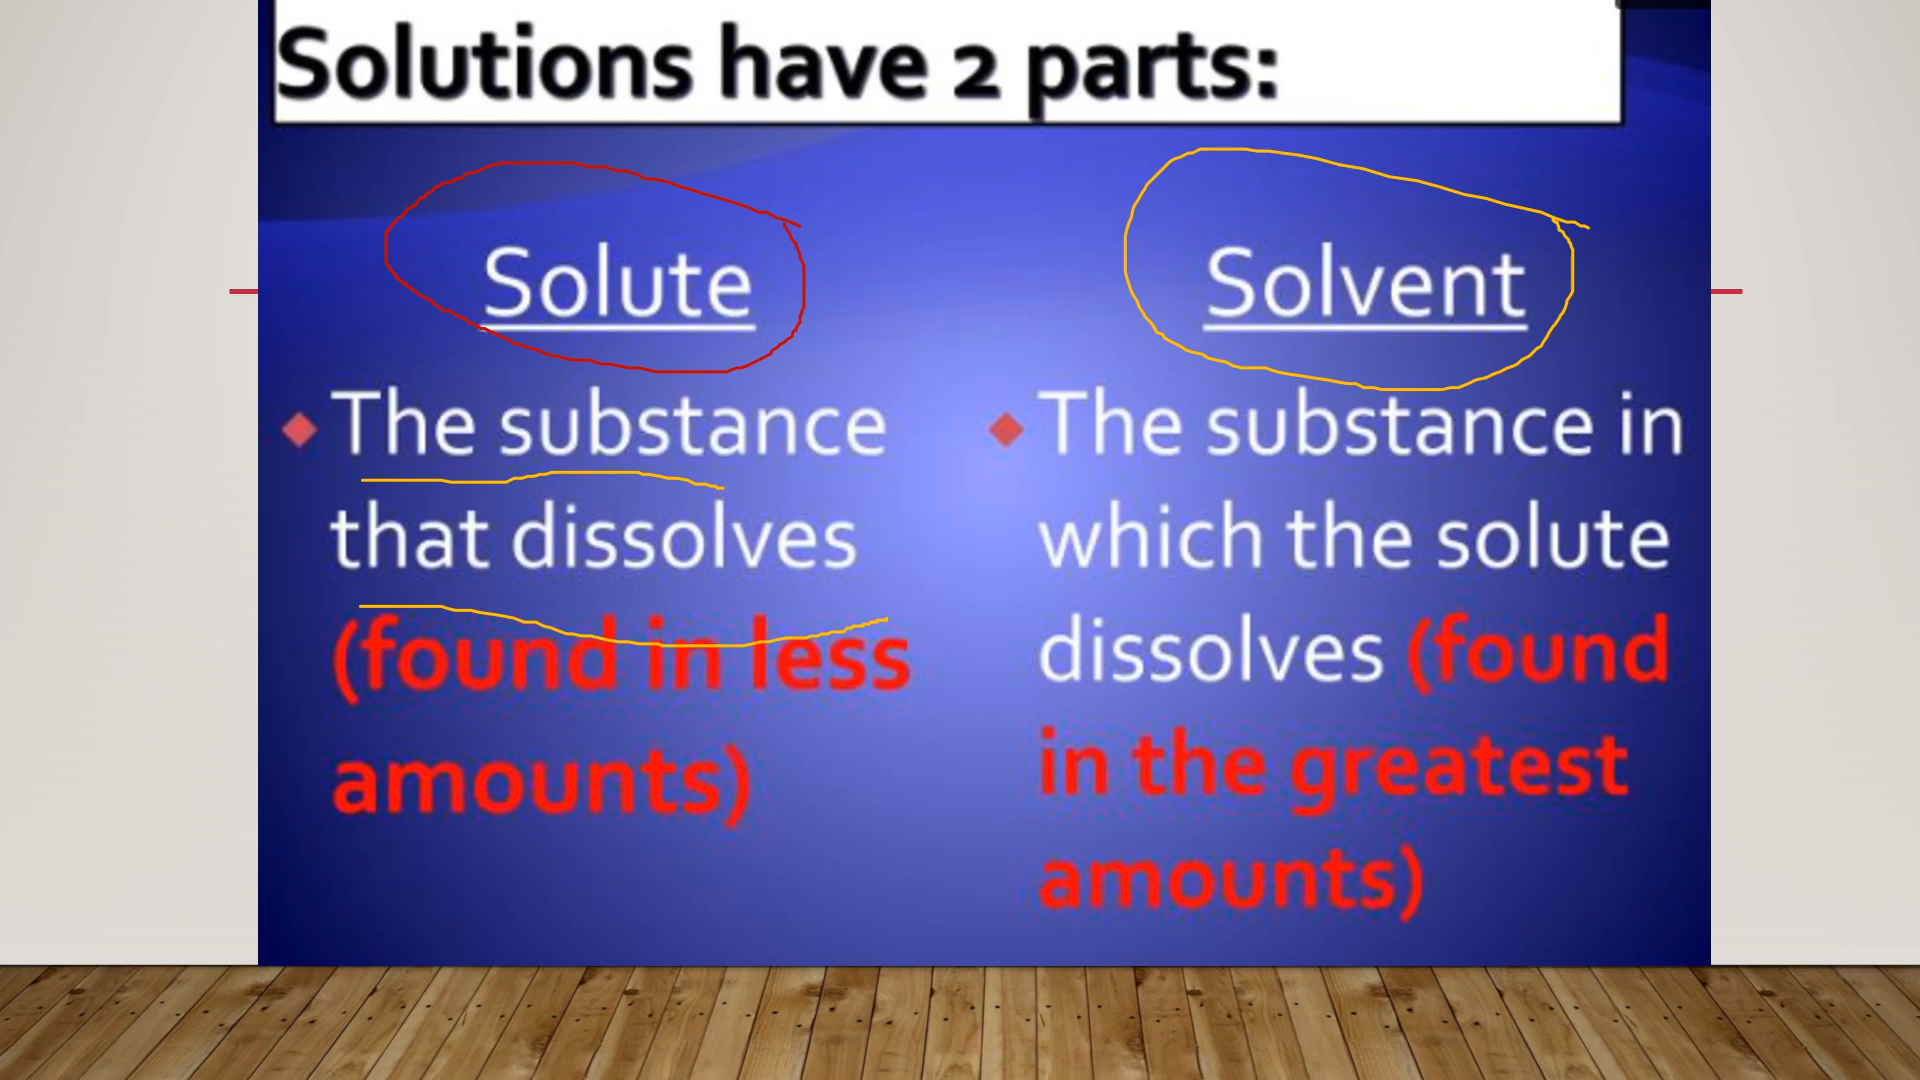 Solutions have 2 parts:
Solute
The substance
that dissolves
(found in less
amounts)
Solvent
The substance in
which the solute
dissolves (found
in the greatest
amounts)